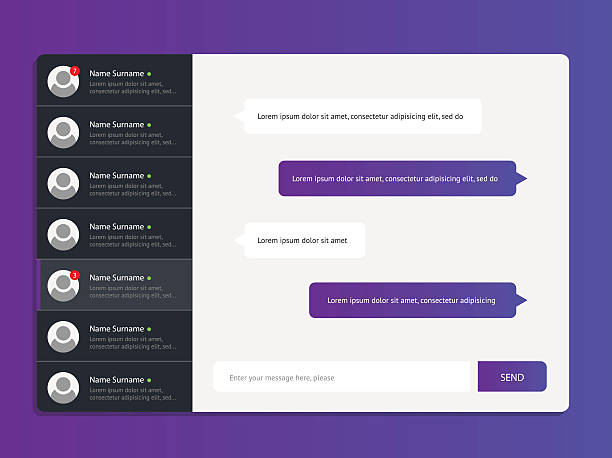 7
Name Surname
Lorem ipsum dolor sit amet,
consectetur adipisicing elit, sed...
Name Surname
Lorem ipsum dolor sit amet,
consectetur adipisicing elit, sed...
Name Surname
Lorem ipsum dolor sit amet,
consectetur adipisicing elit, sed...
Name Surname
Lorem ipsum dolor sit amet,
consectetur adipisicing elit, sed...
3
Name Surname
Lorem ipsum dolor sit amet,
consectetur adipisicing elit, sed...
Name Surname
Lorem ipsum dolor sit amet,
consectetur adipisicing elit, sed...
Name Surname
Lorem ipsum dolor sit amet,
consectetur adipisicing elit, sed...
Lorem ipsum dolor sit amet, consectetur adipisicing elit, sed do
Lorem ipsum dolor sit amet, consectetur adipisicing elit, sed do
Lorem ipsum dolor sit amet
Lorem ipsum dolor sit amet, consectetur adipisicing
Enter your message here, please
SEND